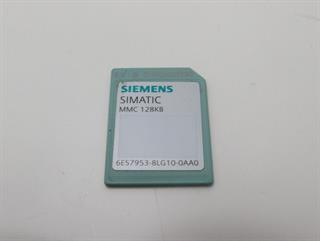 SIEMENS
SIMATIC
MMC 128KB
6ES7953-8LG10-0AA0